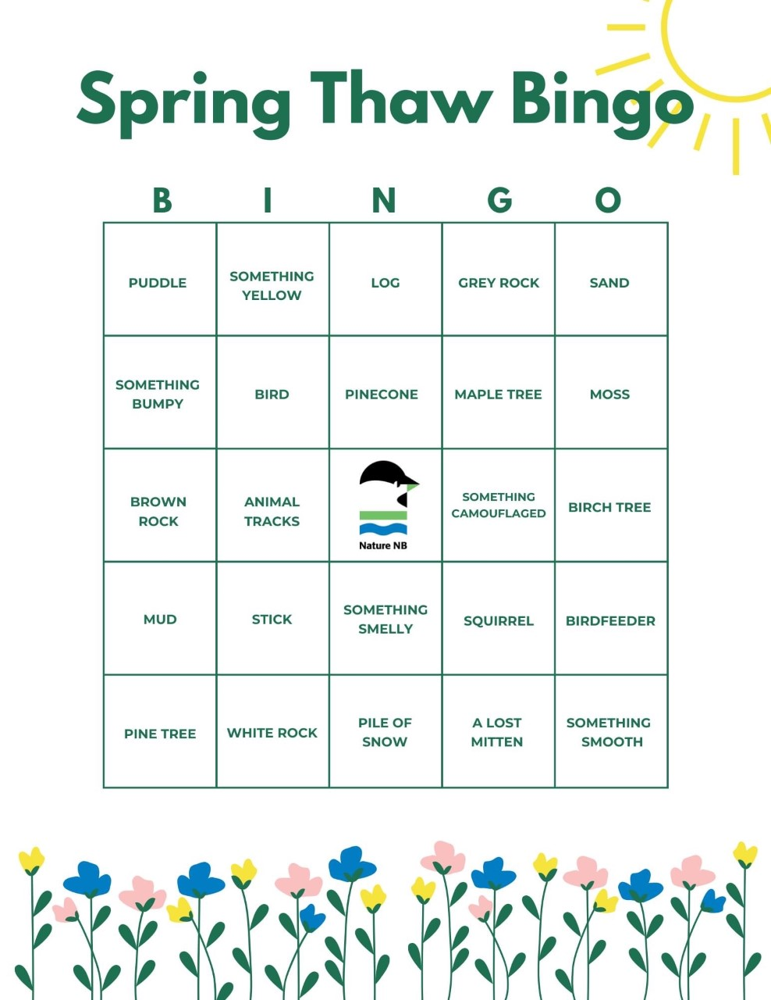 Spring Thaw Bingo
B I N G O
PUDDLE
SOMETHING
YELLOW
LOG
GREY ROCK
SAND
SOMETHING
BUMPY
BIRD
PINECONE
MAPLE TREE
MOSS
BROWN
ROCK
ANIMAL
TRACKS
Nature NB
SOMETHING
CAMOUFLAGED
BIRCH TREE
MUD
STICK
SOMETHING
SMELLY
SQUIRREL
BIRDFEEDER
PINE TREE
WHITE ROCK
PILE OF
SNOW
A LOST
MITTEN
SOMETHING
SMOOTH